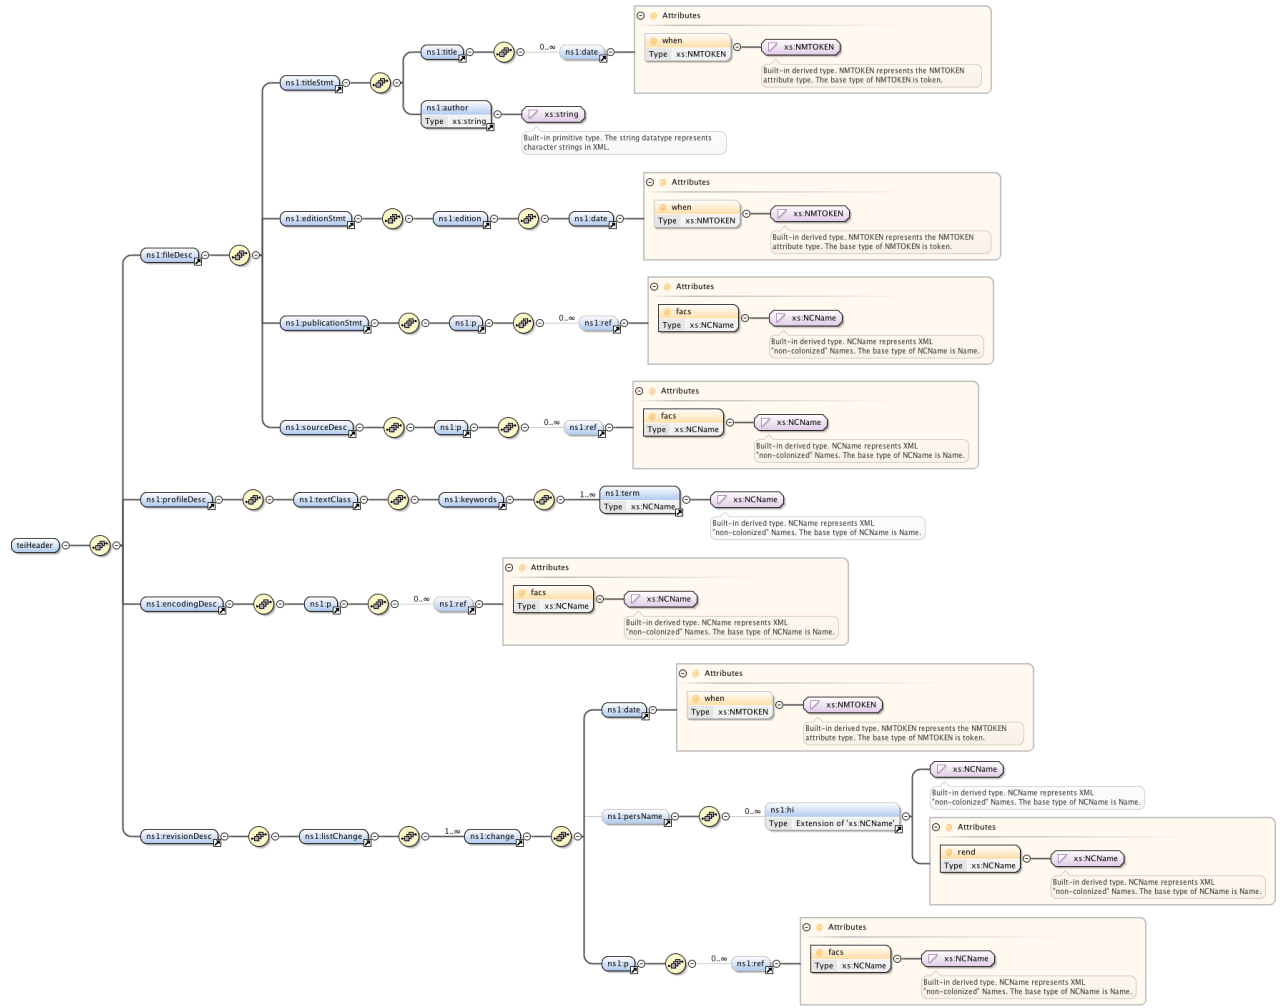 @ Attributes
@ when
Type xs:NMTOKEN
xs:NMTOKEN
Built-in derived type. NMTOKEN represents the NMTOKEN
attribute type. The base type of NMTOKEN is token.
ns1:title
0..∞
ns1:date
ns1:titleStmt
ns1:author
Type xs:string
xs:string
Built-in primitive type. The string datatype represents
character strings in XML.
@ Attributes
@ when
Type xs:NMTOKEN
xs:NMTOKEN
Built-in derived type. NMTOKEN represents the NMTOKEN
attribute type. The base type of NMTOKEN is token.
ns1:editionStmt
ns1:edition
ns1:date
ns1:fileDesc
@ Attributes
@ facs
Type xs:NCName
xs:NCName
Built-in derived type. NCName represents XML
"non-colonized" Names. The base type of NCName is Name.
ns1:publicationStmt
ns1:p
0..∞
ns1:ref
@ Attributes
@ facs
Type xs:NCName
xs:NCName
Built-in derived type. NCName represents XML
"non-colonized" Names. The base type of NCName is Name.
ns1:sourceDesc
ns1:p
0..∞
ns1:ref
ns1:profileDesc
ns1:textClass
ns1:keywords
1..∞
ns1:term
Type xs:NCName
xs:NCName
Built-in derived type. NCName represents XML
"non-colonized" Names. The base type of NCName is Name.
teiHeader
@ Attributes
@ facs
Type xs:NCName
xs:NCName
Built-in derived type. NCName represents XML
"non-colonized" Names. The base type of NCName is Name.
ns1:encodingDesc
ns1:p
0..∞
ns1:ref
@ Attributes
@ when
Type xs:NMTOKEN
xs:NMTOKEN
Built-in derived type. NMTOKEN represents the NMTOKEN
attribute type. The base type of NMTOKEN is token.
ns1:date
xs:NCName
Built-in derived type. NCName represents XML
"non-colonized" Names. The base type of NCName is Name.
ns1:persName
0..∞
ns1:hi
Type Extension of 'xs:NCName'
@ Attributes
@ rend
Type xs:NCName
xs:NCName
Built-in derived type. NCName represents XML
"non-colonized" Names. The base type of NCName is Name.
ns1:revisionDesc
ns1:listChange
1..∞
ns1:change
@ Attributes
@ facs
Type xs:NCName
xs:NCName
Built-in derived type. NCName represents XML
"non-colonized" Names. The base type of NCName is Name.
ns1:p
0..∞
ns1:ref